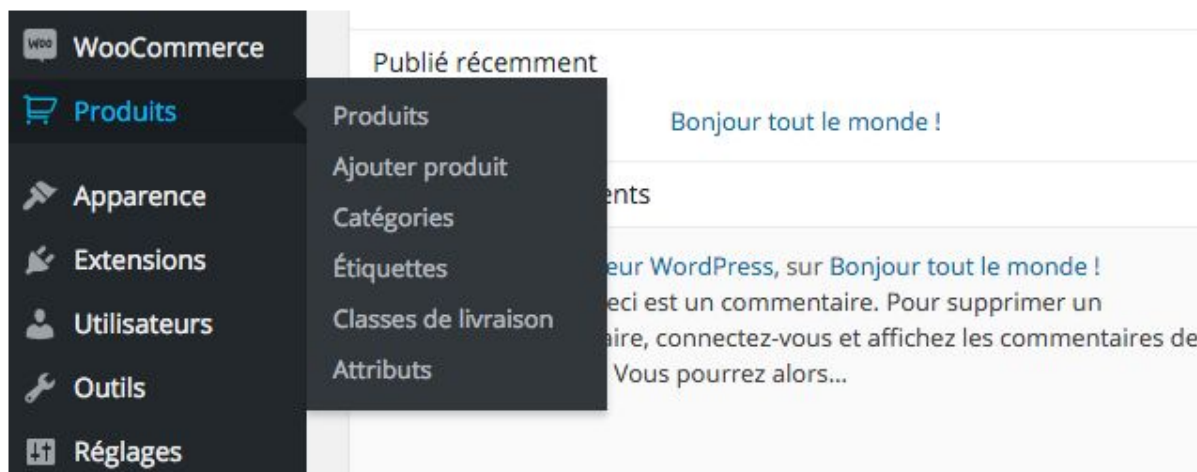 WooCommerce
Produits
Apparence
Extensions
Utilisateurs
Outils
Réglages
Produits
Ajouter produit
Catégories
Étiquettes
Classes de livraison
Attributs
Publié récemment
Bonjour tout le monde !
ents
eur WordPress, sur Bonjour tout le monde !
eci est un commentaire. Pour supprimer un
aire, connectez-vous et affichez les commentaires de
Vous pourrez alors...